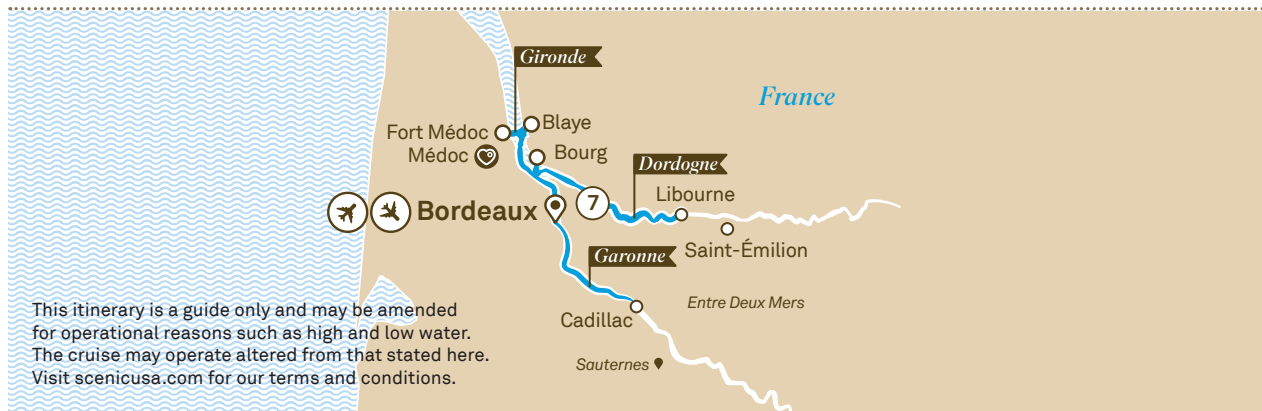 Gironde
France
Fort Médoc
Blaye
Médoc
Bourg
Dordogne
7
Libourne
Bordeaux
Saint-Émilion
Garonne
Entre Deux Mers
Cadillac
Sauternes
This itinerary is a guide only and may be amended
for operational reasons such as high and low water.
The cruise may operate altered from that stated here.
Visit scenicusa.com for our terms and conditions.